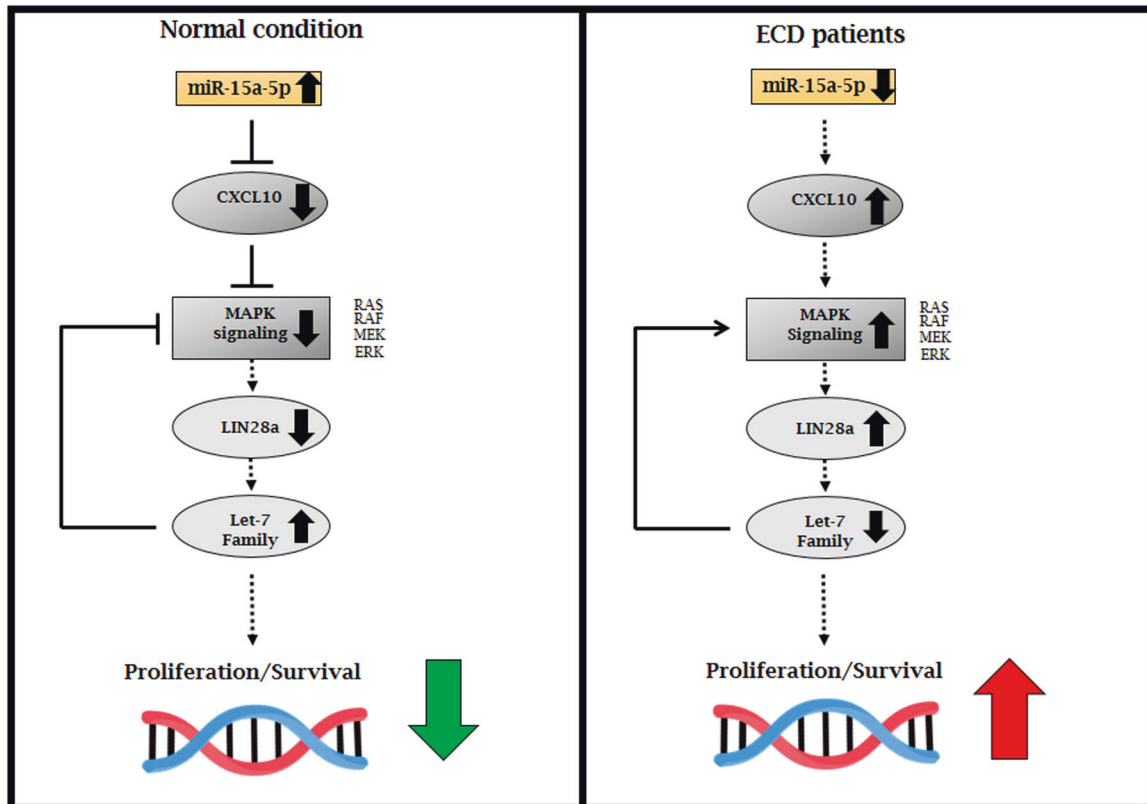 Normal condition
miR-15a-5p
CXCL10
MAPK
signaling
RAS
RAF
MEK
ERK
LIN28a
Let-7
Family
Proliferation/Survival
ECD patients
miR-15a-5p
CXCL10
MAPK
Signaling
RAS
RAF
MEK
ERK
LIN28a
Let-7
Family
Proliferation/Survival